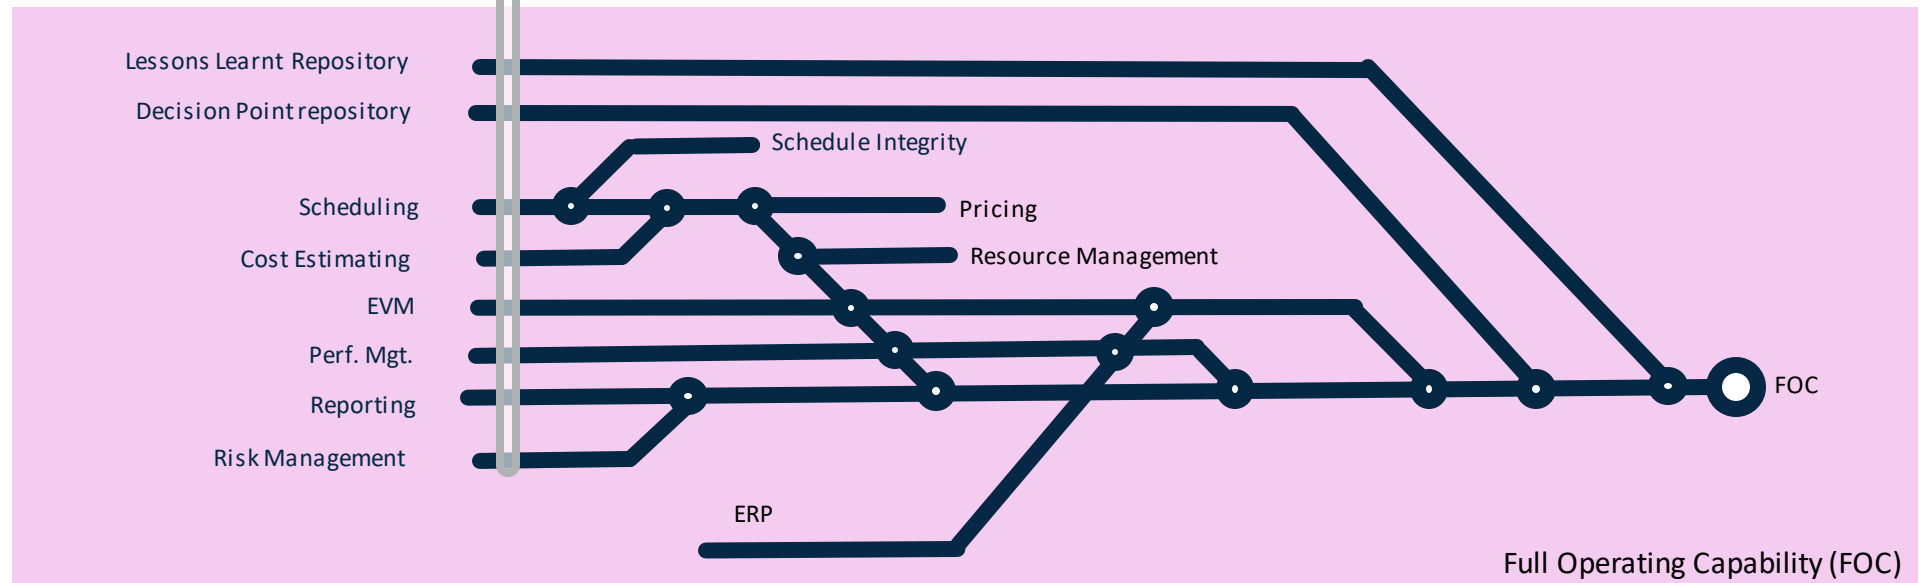 Lessons Learnt Repository
Decision Point repository
Schedule Integrity
Scheduling
Pricing
Cost Estimating
Resource Management
EVM
Perf. Mgt.
Reporting
FOC
Risk Management
ERP
Full Operating Capability (FOC)